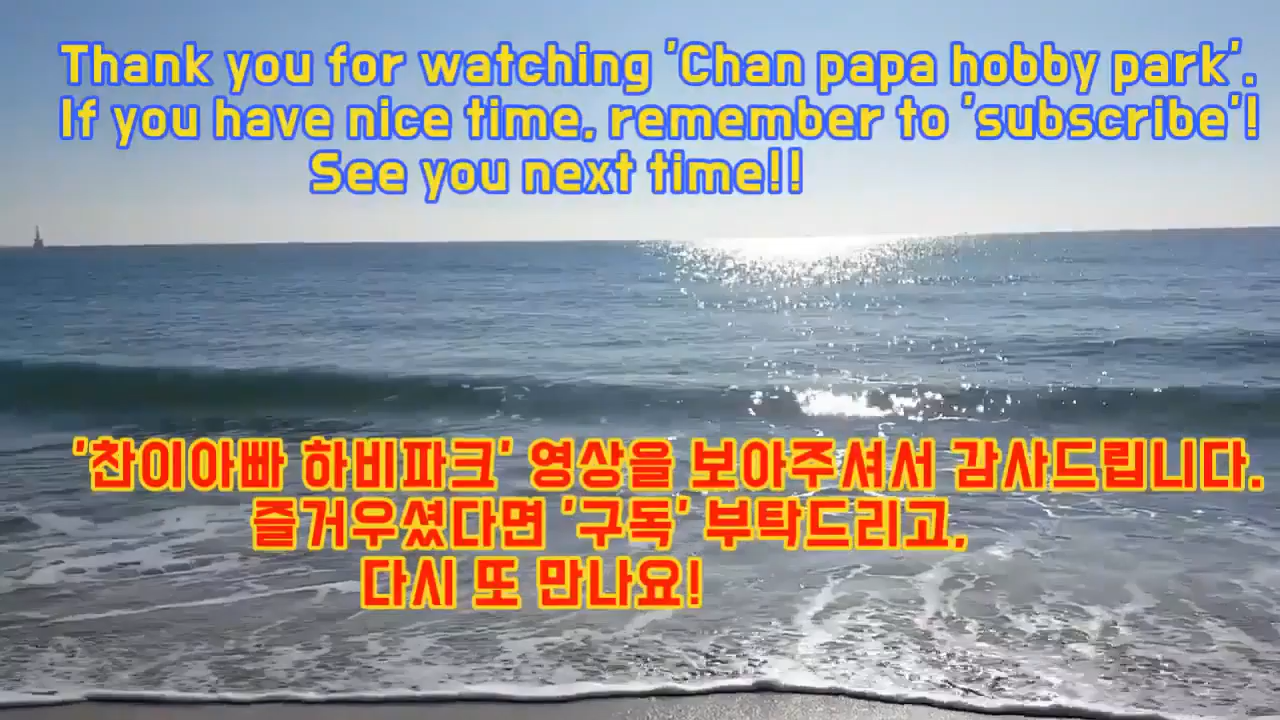 Thank you for watching 'Chan papa hobby park'.
If you have nice time, remember to 'subscribe'!
See you next time!!
'찬이아빠 하비파크' 영상을 보아주셔서 감사드립니다.
즐거우셨다면 '구독' 부탁드리고,
다시 또 만나요!